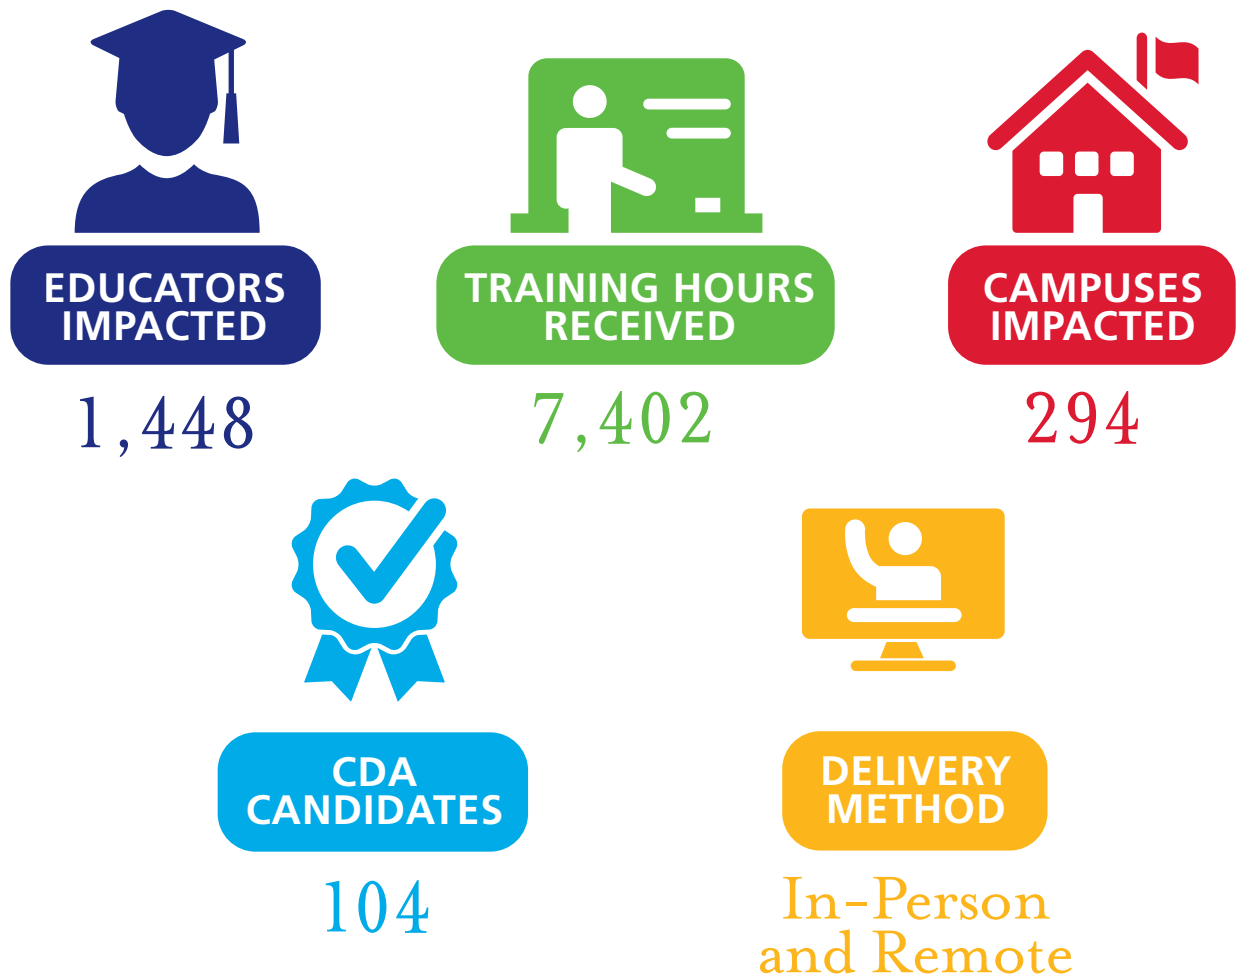 EDUCATORS
IMPACTED
1,448
TRAINING HOURS
RECEIVED
7,402
CAMPUSES
IMPACTED
294
CDA
CANDIDATES
104
DELIVERY
METHOD
In-Person
and Remote